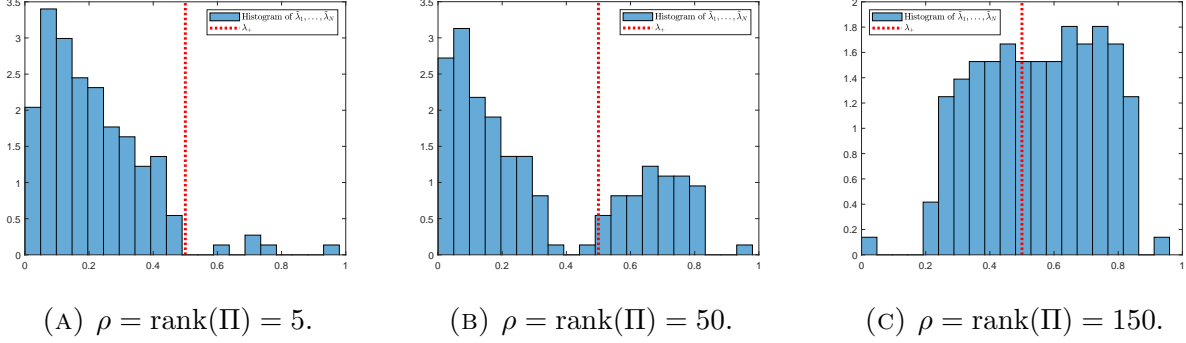 3.5
3
2.5
2
1.5
1
0.5
0
0 0.2 0.4 0.6 0.8 1
Histogram of λ̃₁, . . . , λ̃_N
λ₊
(A) ρ = rank(Π) = 5.
3.5
3
2.5
2
1.5
1
0.5
0
0 0.2 0.4 0.6 0.8 1
Histogram of λ̃₁, . . . , λ̃_N
λ₊
(B) ρ = rank(Π) = 50.
2
1.8
1.6
1.4
1.2
1
0.8
0.6
0.4
0.2
0
0 0.2 0.4 0.6 0.8 1
Histogram of λ̃₁, . . . , λ̃_N
λ₊
(C) ρ = rank(Π) = 150.